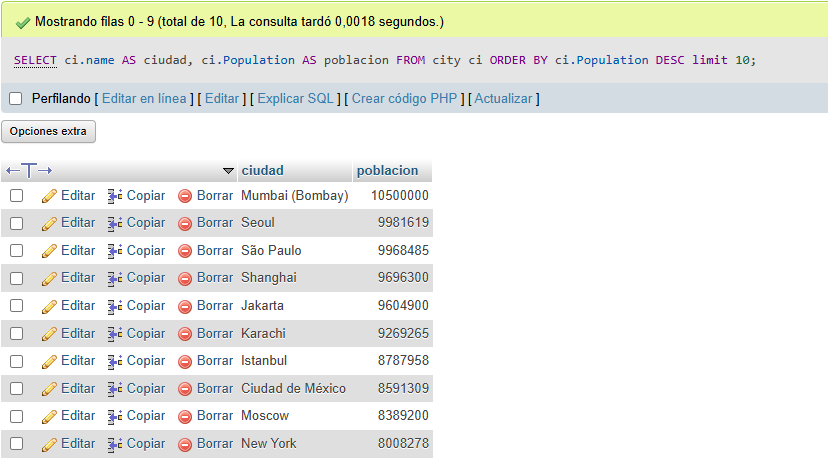 Mostrando filas 0 - 9 (total de 10, La consulta tardó 0,0018 segundos.)
SELECT ci.name AS ciudad, ci.Population AS poblacion FROM city ci ORDER BY ci.Population DESC limit 10;
Perfilando [ Editar en línea ] [ Editar ] [ Explicar SQL ] [ Crear código PHP ] [ Actualizar ]
Opciones extra
←T→ ciudad poblacion
Editar Copiar Borrar Mumbai (Bombay) 10500000
Editar Copiar Borrar Seoul 9981619
Editar Copiar Borrar São Paulo 9968485
Editar Copiar Borrar Shanghai 9696300
Editar Copiar Borrar Jakarta 9604900
Editar Copiar Borrar Karachi 9269265
Editar Copiar Borrar Istanbul 8787958
Editar Copiar Borrar Ciudad de México 8591309
Editar Copiar Borrar Moscow 8389200
Editar Copiar Borrar New York 8008278